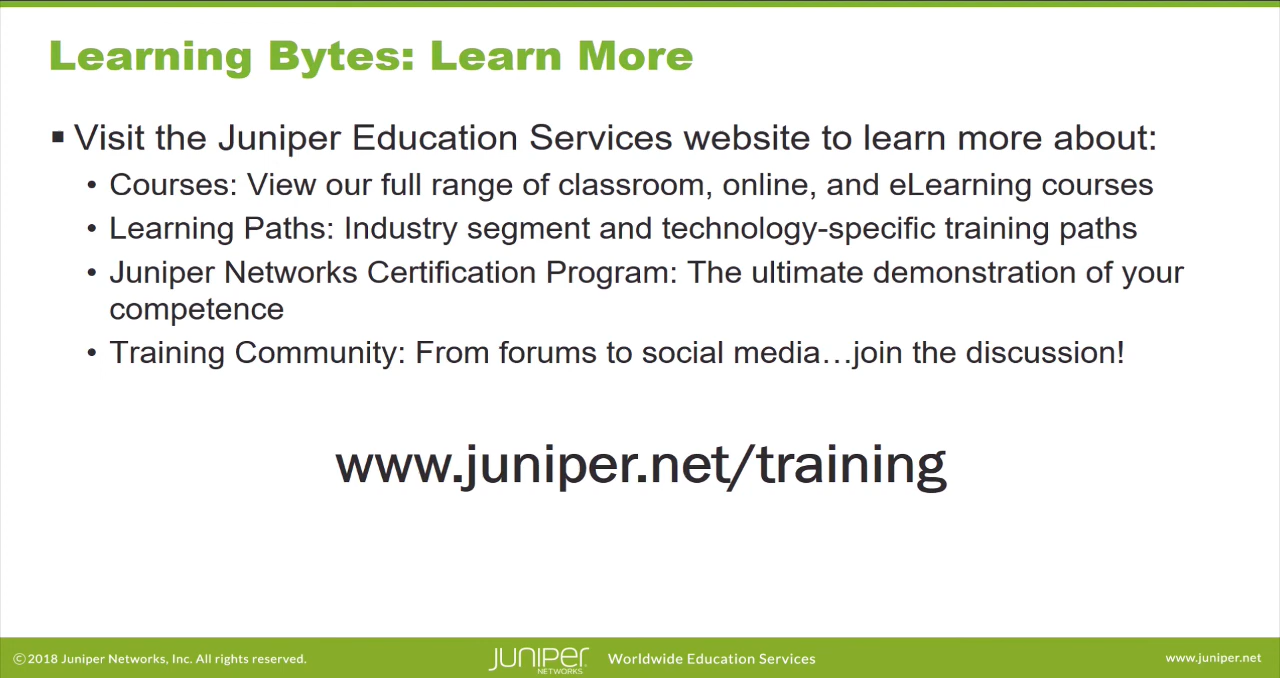 Learning Bytes: Learn More
▪ Visit the Juniper Education Services website to learn more about:
• Courses: View our full range of classroom, online, and eLearning courses
• Learning Paths: Industry segment and technology-specific training paths
• Juniper Networks Certification Program: The ultimate demonstration of your
competence
• Training Community: From forums to social media…join the discussion!
www.juniper.net/training
© 2018 Juniper Networks, Inc. All rights reserved.
JUNIPER
NETWORKS
Worldwide Education Services
www.juniper.net